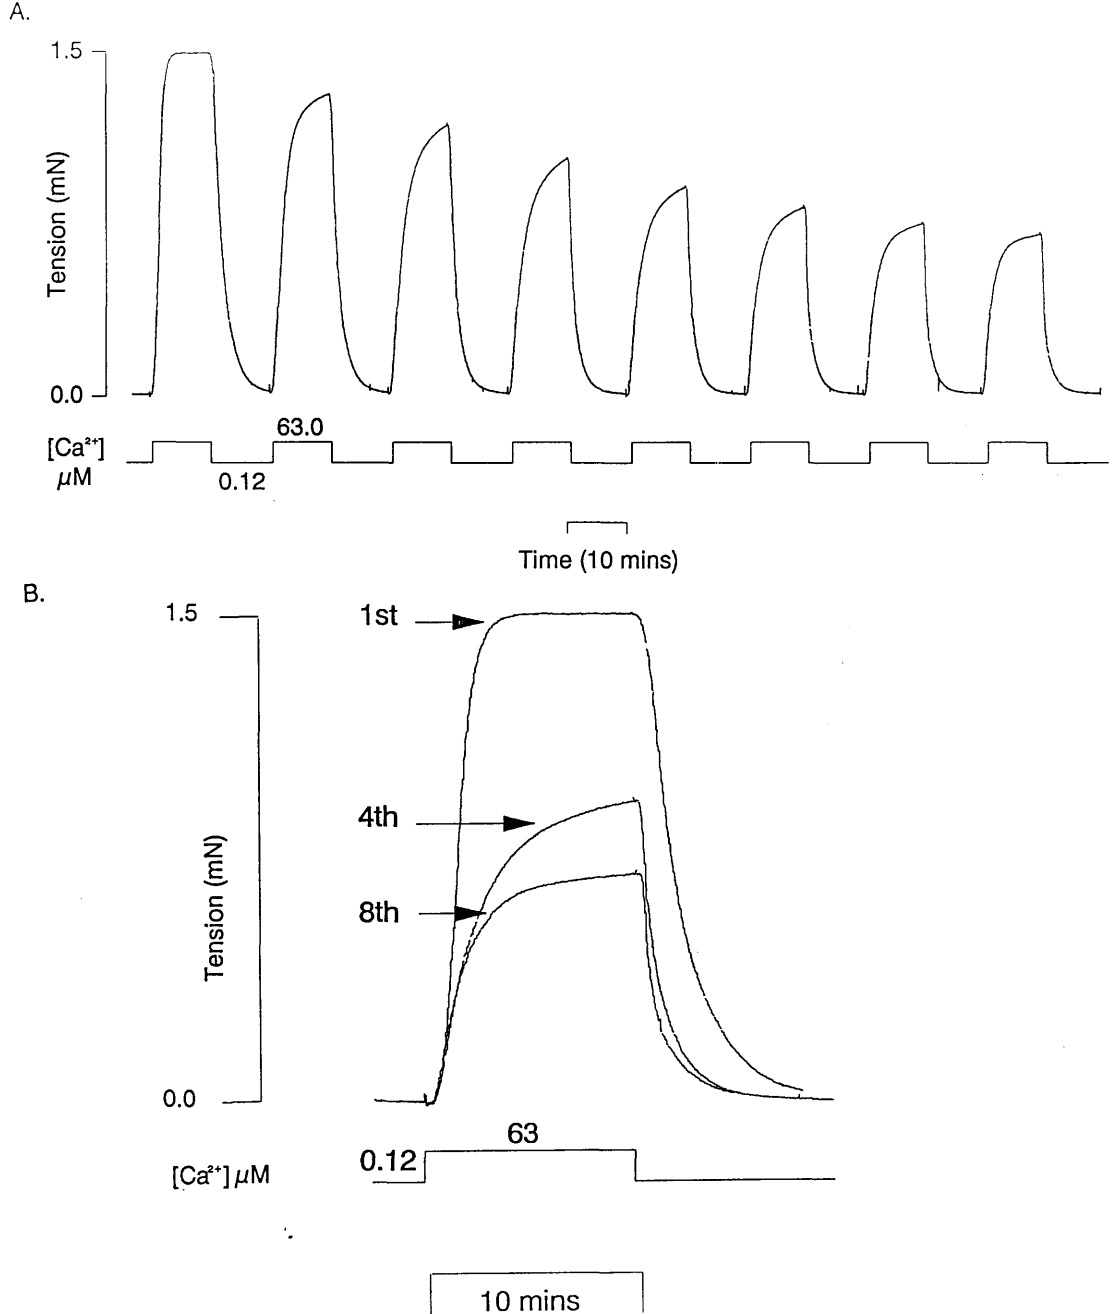 A.
1.5
Tension (mN)
0.0
63.0
[Ca²⁺]
μM
0.12
Time (10 mins)
B.
1.5
1st
4th
8th
Tension (mN)
0.0
63
0.12
[Ca²⁺] μM
10 mins